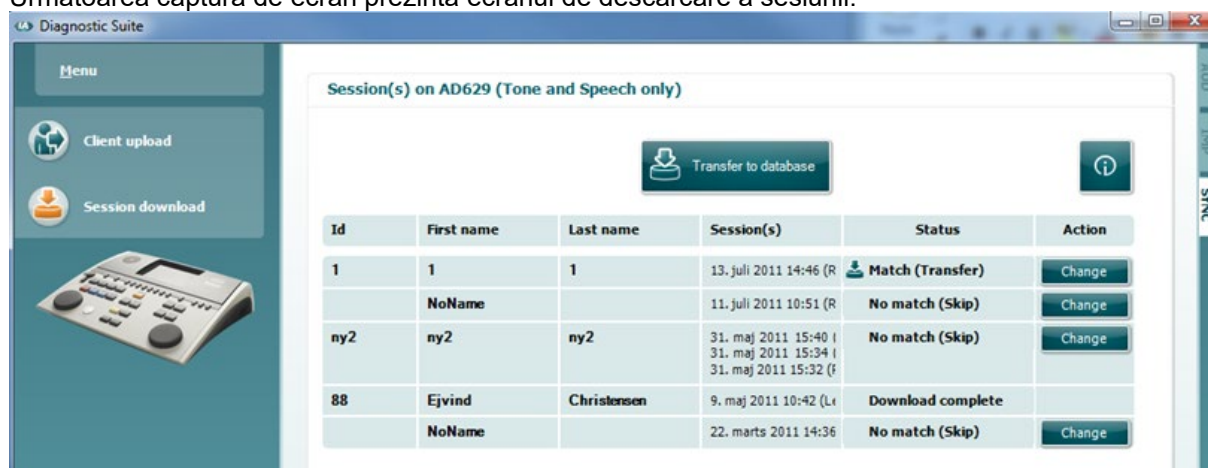 Următoarea captură de ecran prezintă ecranul de descărcare a sesiunii:
Diagnostic Suite
Menu
Client upload
Session download
Session(s) on AD629 (Tone and Speech only)
Transfer to database
Id First name Last name Session(s) Status Action
1 1 1 13. juli 2011 14:46 (R Match (Transfer) Change
NoName 11. juli 2011 10:51 (R No match (Skip) Change
ny2 ny2 ny2 31. maj 2011 15:40 ( No match (Skip) Change
31. maj 2011 15:34 (
31. maj 2011 15:32 (F
88 Ejvind Christensen 9. maj 2011 10:42 (Le Download complete
NoName 22. marts 2011 14:36 No match (Skip) Change
AUD
IMP
SYNC